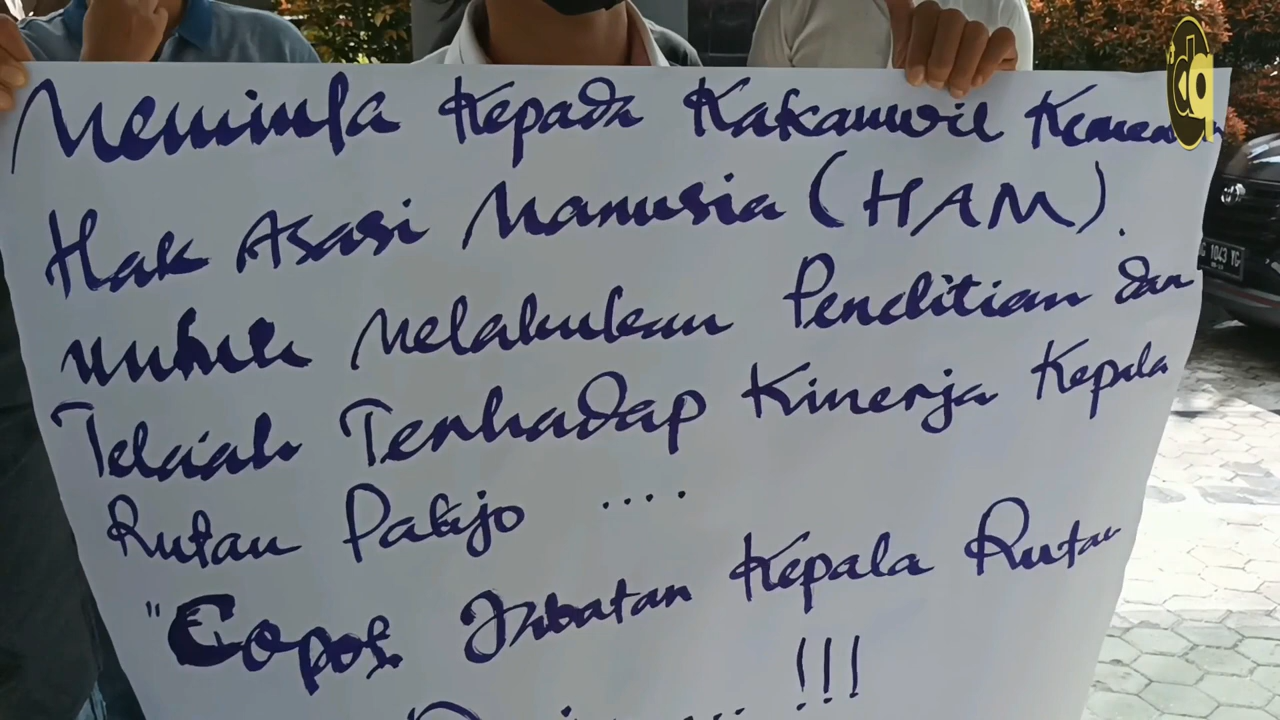 Meminta Kepada Kakanwil
Hak Asasi Manusia (HAM).
untuk Melakukan Penelitian dan
Telaah Terhadap Kinerja Kepala
Rutan Pakjo ....
"Copot Jabatan Kepala Rutan
... !!!